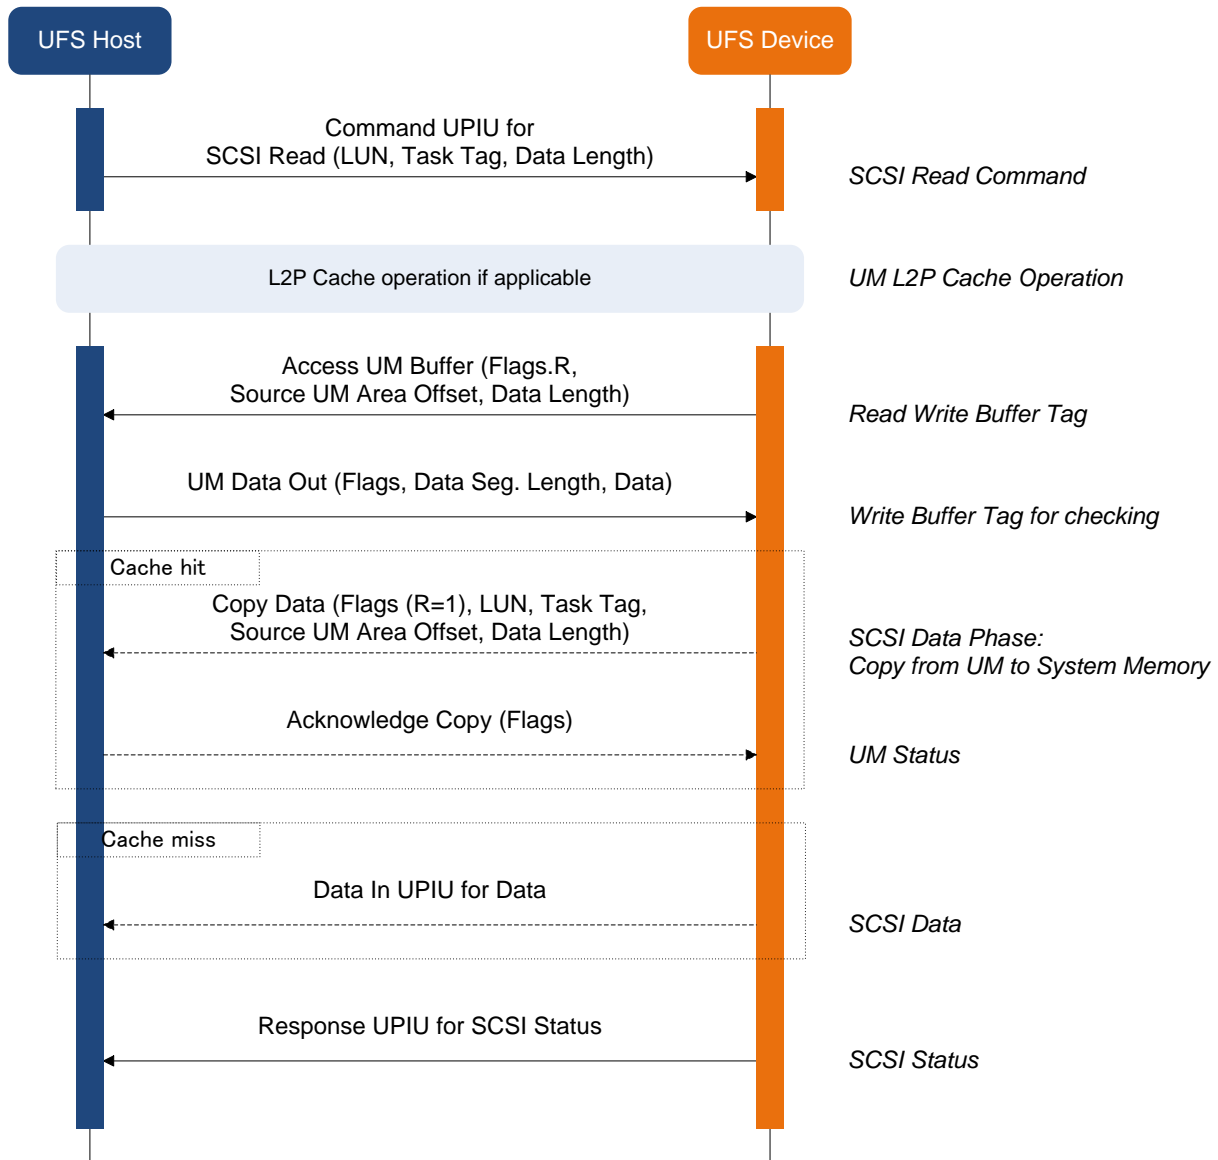 UFS Host
UFS Device
Command UPIU for
SCSI Read (LUN, Task Tag, Data Length)
SCSI Read Command
L2P Cache operation if applicable
UM L2P Cache Operation
Access UM Buffer (Flags.R,
Source UM Area Offset, Data Length)
Read Write Buffer Tag
UM Data Out (Flags, Data Seg. Length, Data)
Write Buffer Tag for checking
Cache hit
Copy Data (Flags (R=1), LUN, Task Tag,
Source UM Area Offset, Data Length)
SCSI Data Phase:
Copy from UM to System Memory
Acknowledge Copy (Flags)
UM Status
Cache miss
Data In UPIU for Data
SCSI Data
Response UPIU for SCSI Status
SCSI Status